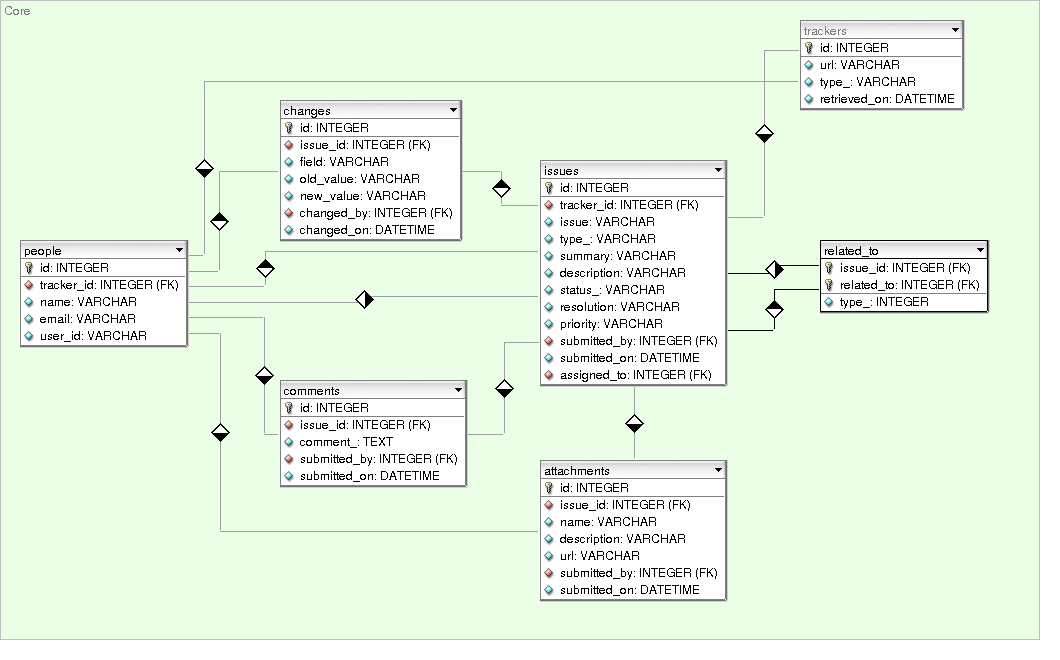 Core
trackers
id: INTEGER
url: VARCHAR
type_: VARCHAR
retrieved_on: DATETIME
changes
id: INTEGER
issue_id: INTEGER (FK)
field: VARCHAR
old_value: VARCHAR
new_value: VARCHAR
changed_by: INTEGER (FK)
changed_on: DATETIME
issues
id: INTEGER
tracker_id: INTEGER (FK)
issue: VARCHAR
type_: VARCHAR
summary: VARCHAR
description: VARCHAR
status_: VARCHAR
resolution: VARCHAR
priority: VARCHAR
submitted_by: INTEGER (FK)
submitted_on: DATETIME
assigned_to: INTEGER (FK)
people
id: INTEGER
tracker_id: INTEGER (FK)
name: VARCHAR
email: VARCHAR
user_id: VARCHAR
related_to
issue_id: INTEGER (FK)
related_to: INTEGER (FK)
type_: INTEGER
comments
id: INTEGER
issue_id: INTEGER (FK)
comment_: TEXT
submitted_by: INTEGER (FK)
submitted_on: DATETIME
attachments
id: INTEGER
issue_id: INTEGER (FK)
name: VARCHAR
description: VARCHAR
url: VARCHAR
submitted_by: INTEGER (FK)
submitted_on: DATETIME